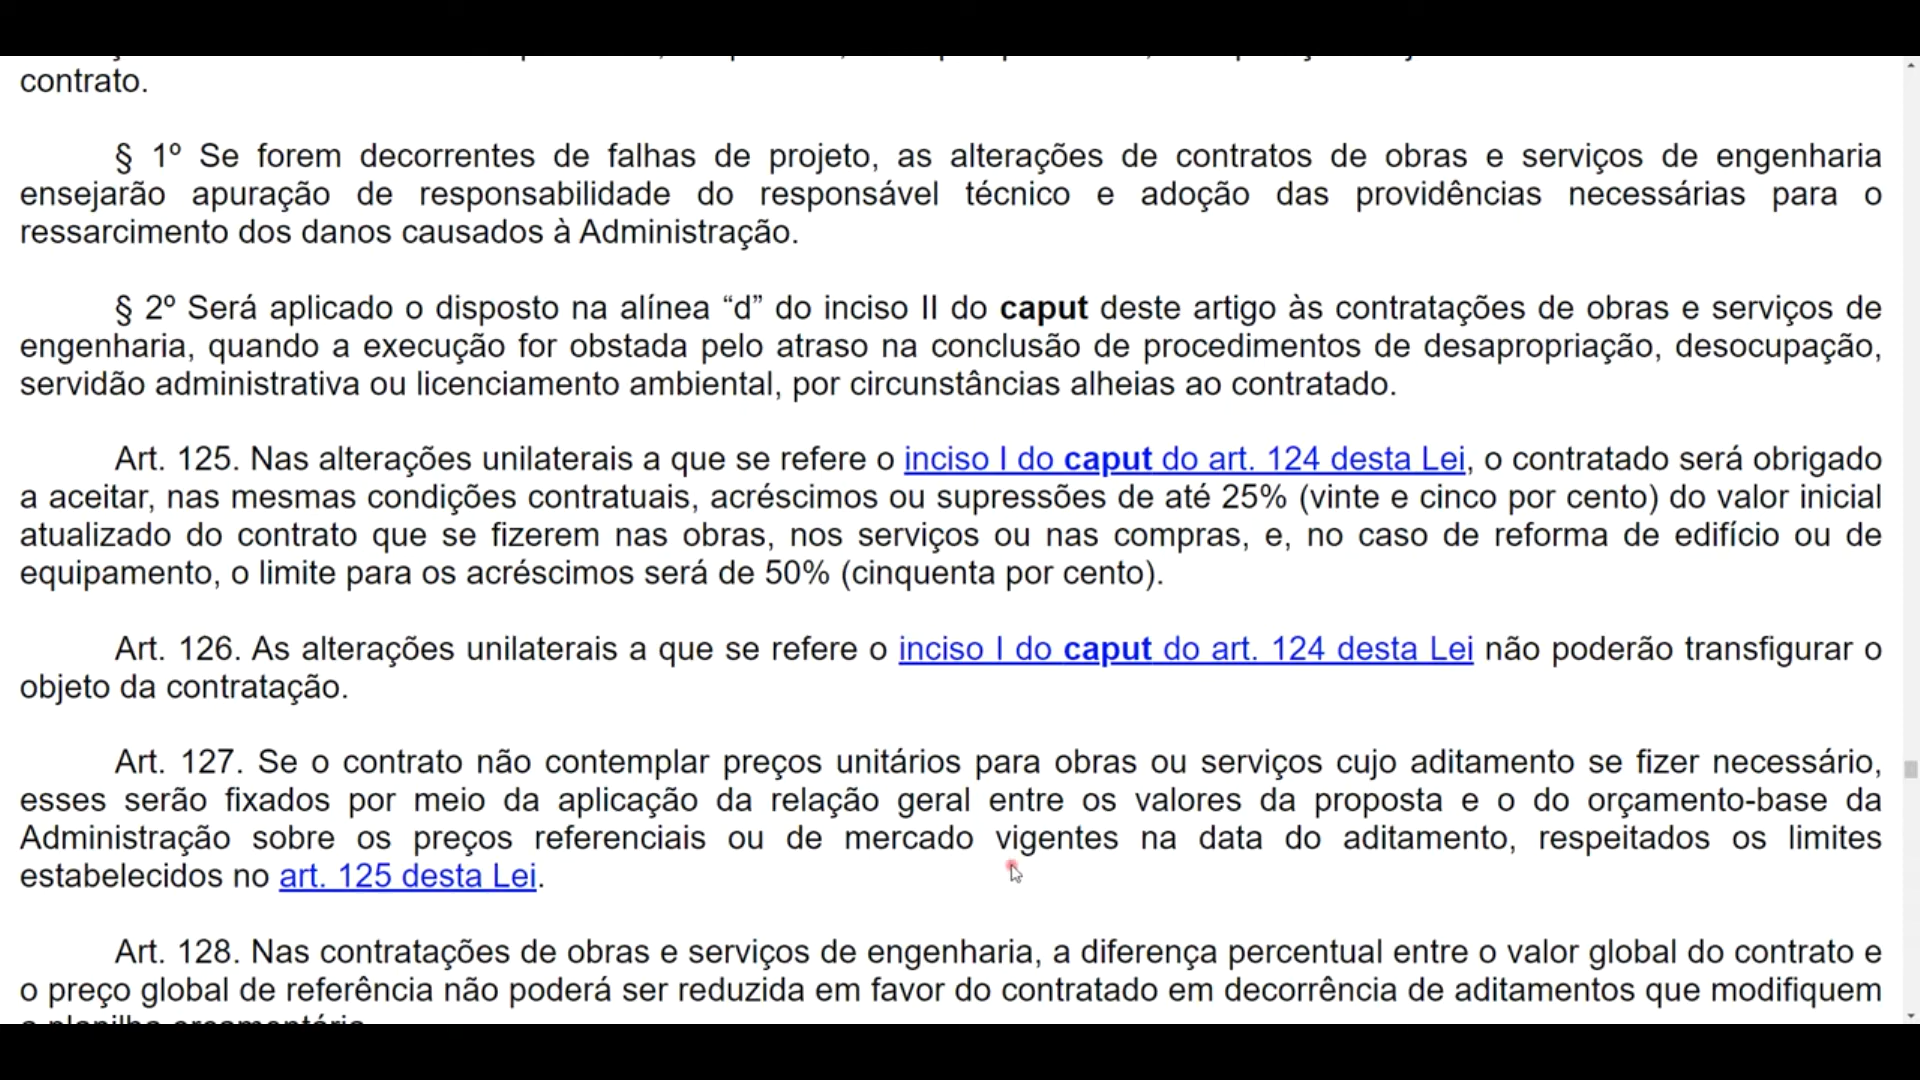 contrato.
§ 1º Se forem decorrentes de falhas de projeto, as alterações de contratos de obras e serviços de engenharia
ensejarão apuração de responsabilidade do responsável técnico e adoção das providências necessárias para o
ressarcimento dos danos causados à Administração.
§ 2º Será aplicado o disposto na alínea “d” do inciso II do caput deste artigo às contratações de obras e serviços de
engenharia, quando a execução for obstada pelo atraso na conclusão de procedimentos de desapropriação, desocupação,
servidão administrativa ou licenciamento ambiental, por circunstâncias alheias ao contratado.
Art. 125. Nas alterações unilaterais a que se refere o inciso I do caput do art. 124 desta Lei, o contratado será obrigado
a aceitar, nas mesmas condições contratuais, acréscimos ou supressões de até 25% (vinte e cinco por cento) do valor inicial
atualizado do contrato que se fizerem nas obras, nos serviços ou nas compras, e, no caso de reforma de edifício ou de
equipamento, o limite para os acréscimos será de 50% (cinquenta por cento).
Art. 126. As alterações unilaterais a que se refere o inciso I do caput do art. 124 desta Lei não poderão transfigurar o
objeto da contratação.
Art. 127. Se o contrato não contemplar preços unitários para obras ou serviços cujo aditamento se fizer necessário,
esses serão fixados por meio da aplicação da relação geral entre os valores da proposta e o do orçamento-base da
Administração sobre os preços referenciais ou de mercado vigentes na data do aditamento, respeitados os limites
estabelecidos no art. 125 desta Lei.
Art. 128. Nas contratações de obras e serviços de engenharia, a diferença percentual entre o valor global do contrato e
o preço global de referência não poderá ser reduzida em favor do contratado em decorrência de aditamentos que modifiquem
a planilha orçamentária.